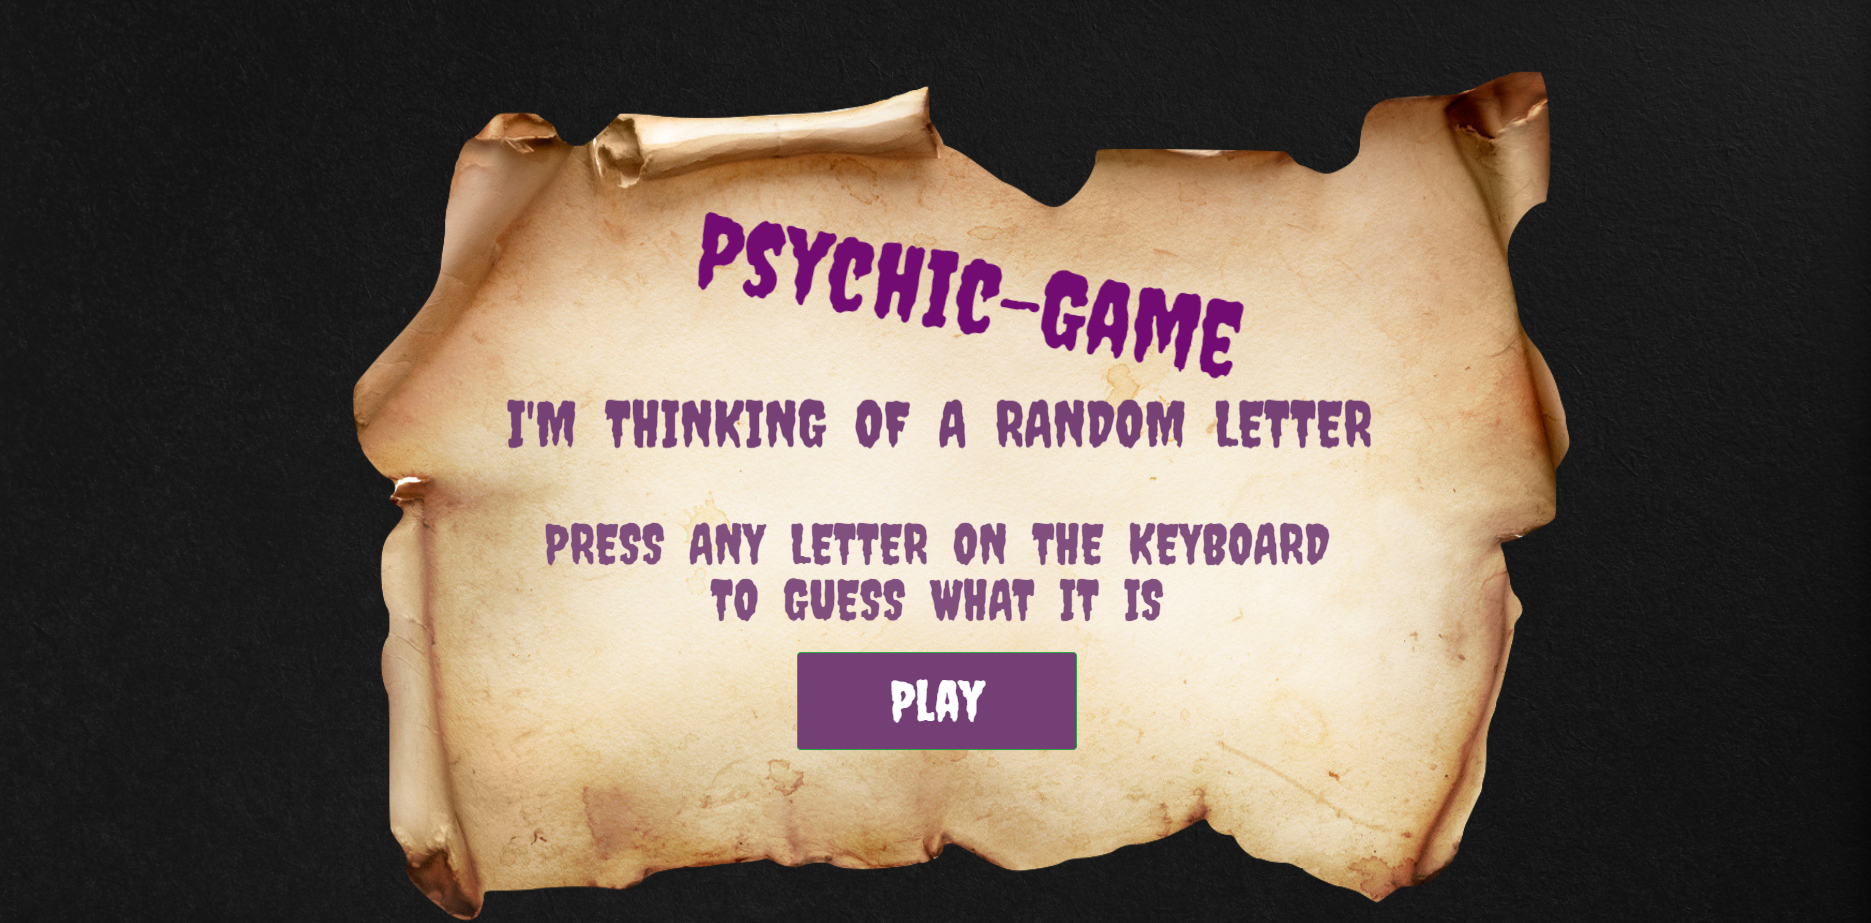 PSYCHIC-GAME
I'M THINKING OF A RANDOM LETTER
PRESS ANY LETTER ON THE KEYBOARD
TO GUESS WHAT IT IS
PLAY